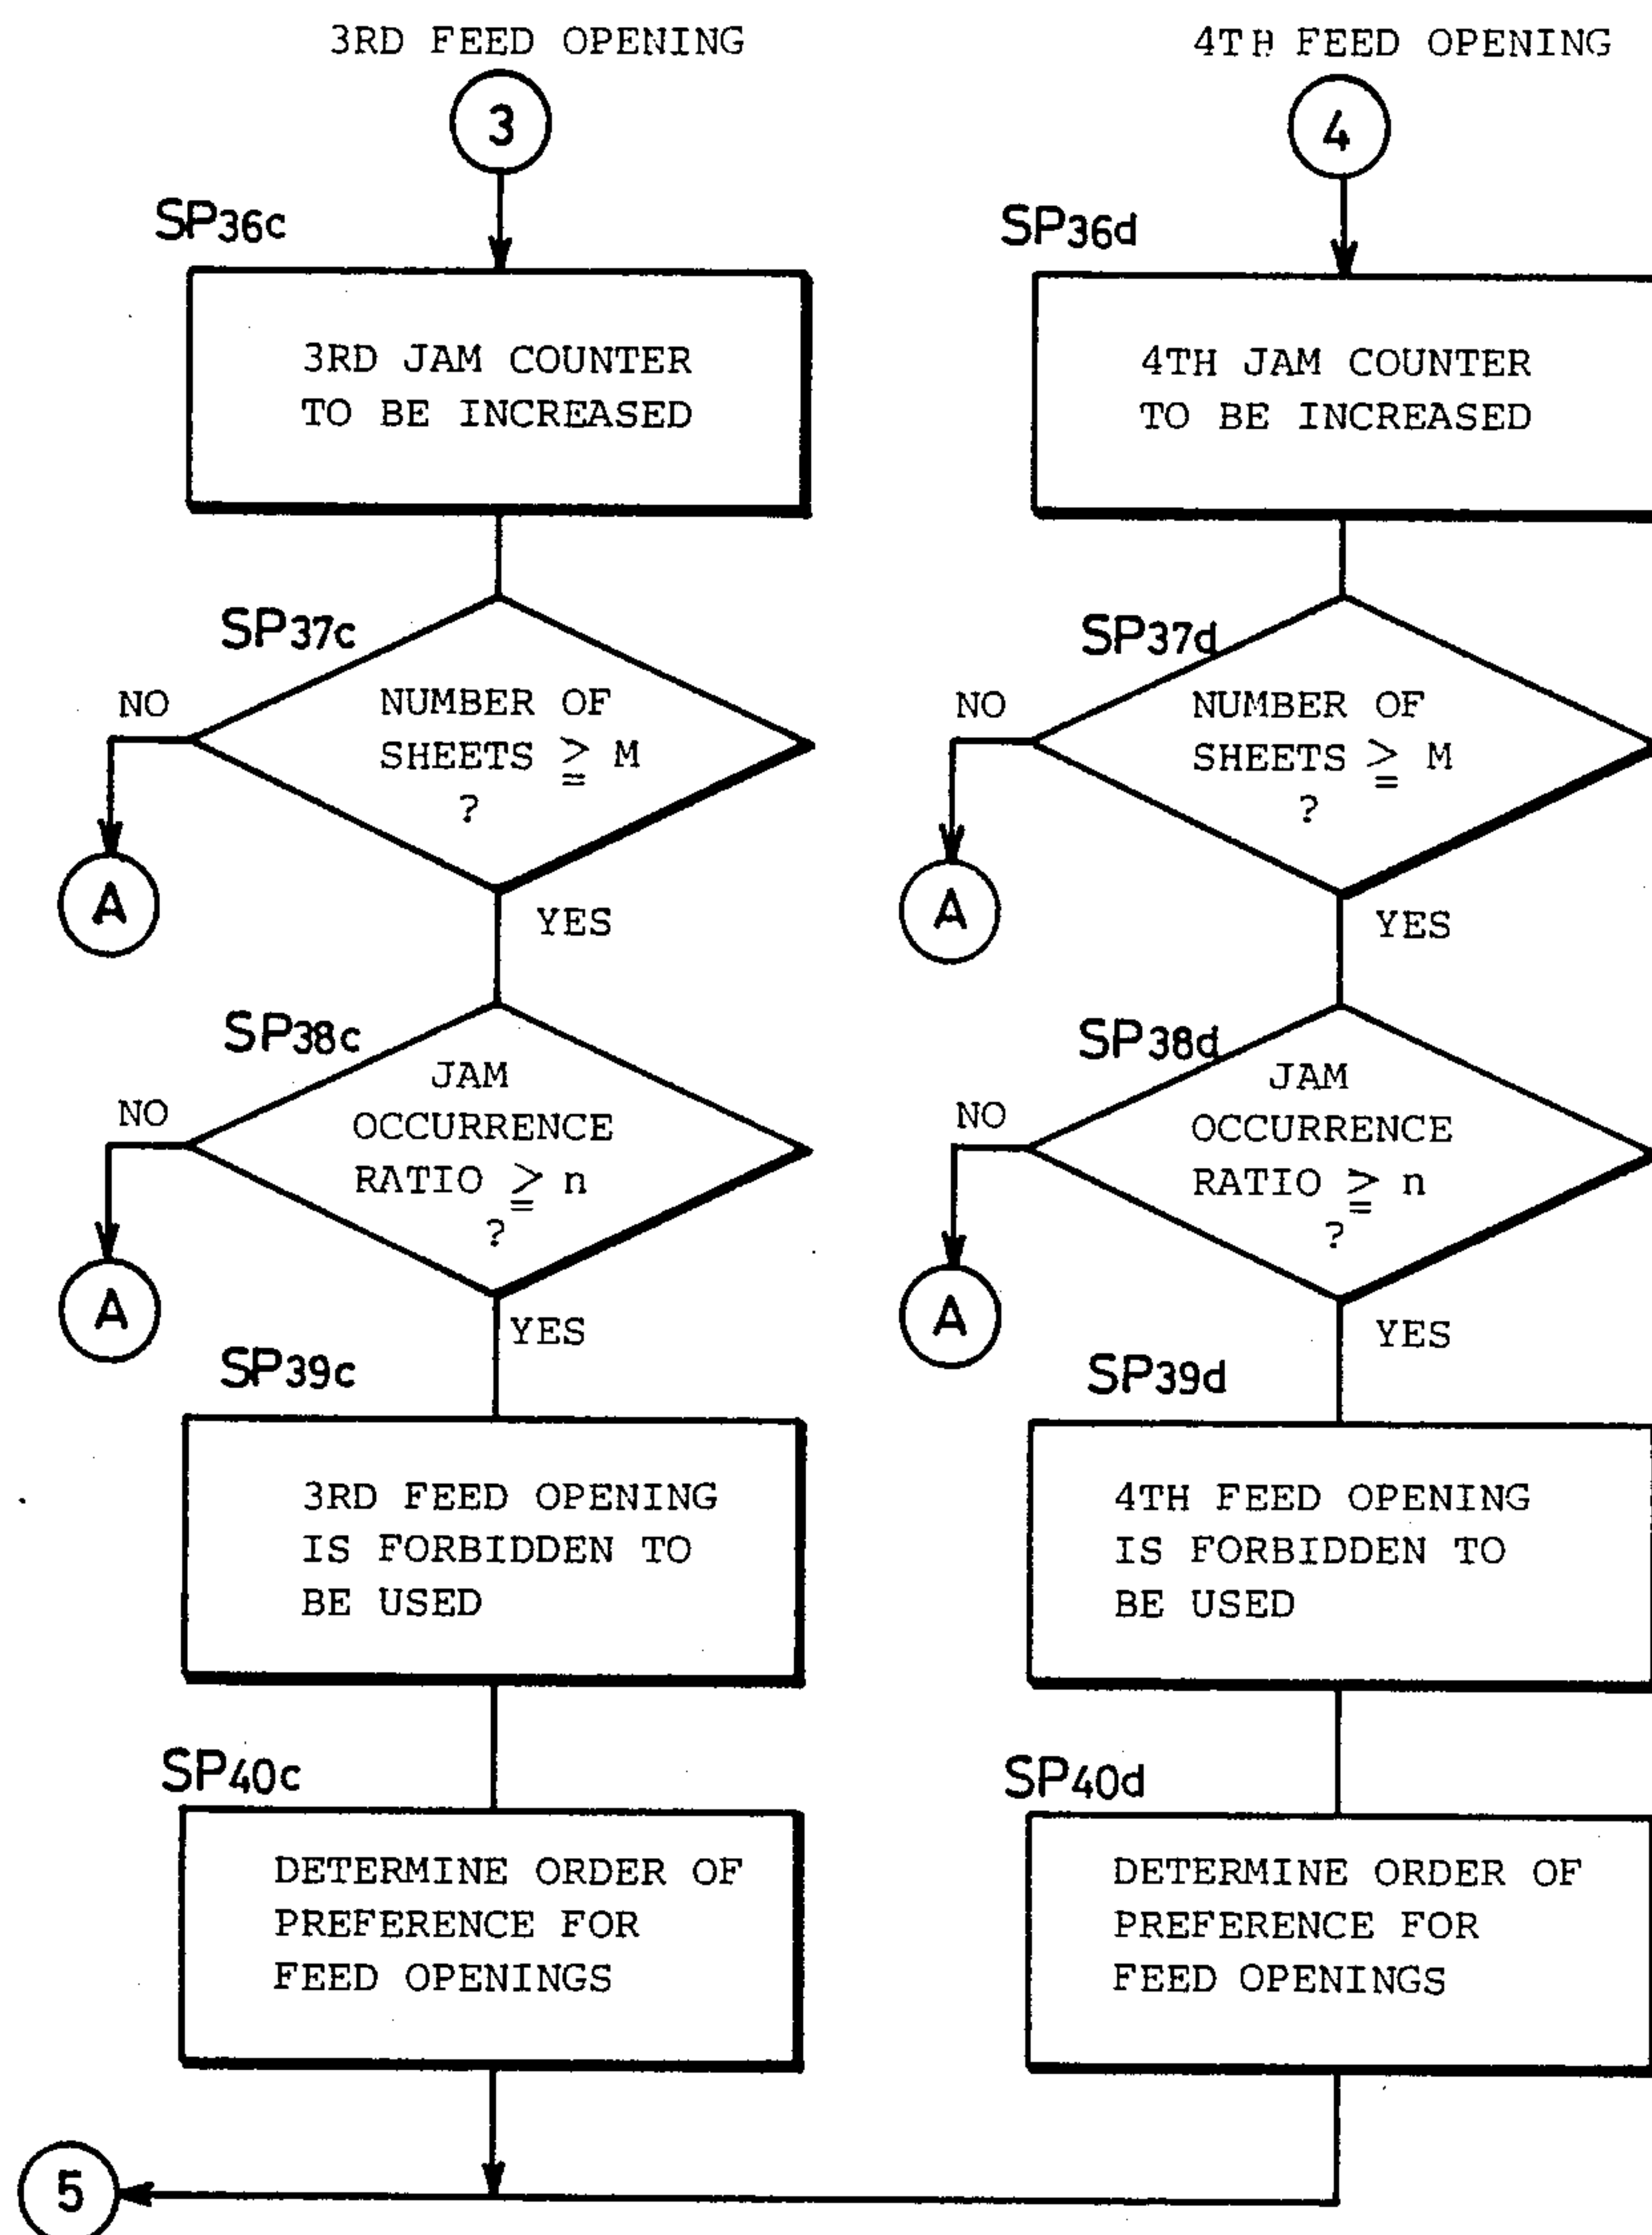 3RD FEED OPENING
3
SP36c
3RD JAM COUNTER
TO BE INCREASED
SP37c
NO
NUMBER OF
SHEETS ≧ M
?
A
YES
SP38c
NO
JAM
OCCURRENCE
RATIO ≧ n
?
A
YES
SP39c
3RD FEED OPENING
IS FORBIDDEN TO
BE USED
SP40c
DETERMINE ORDER OF
PREFERENCE FOR
FEED OPENINGS
4TH FEED OPENING
4
SP36d
4TH JAM COUNTER
TO BE INCREASED
SP37d
NO
NUMBER OF
SHEETS ≧ M
?
A
YES
SP38d
NO
JAM
OCCURRENCE
RATIO ≧ n
?
A
YES
SP39d
4TH FEED OPENING
IS FORBIDDEN TO
BE USED
SP40d
DETERMINE ORDER OF
PREFERENCE FOR
FEED OPENINGS
5